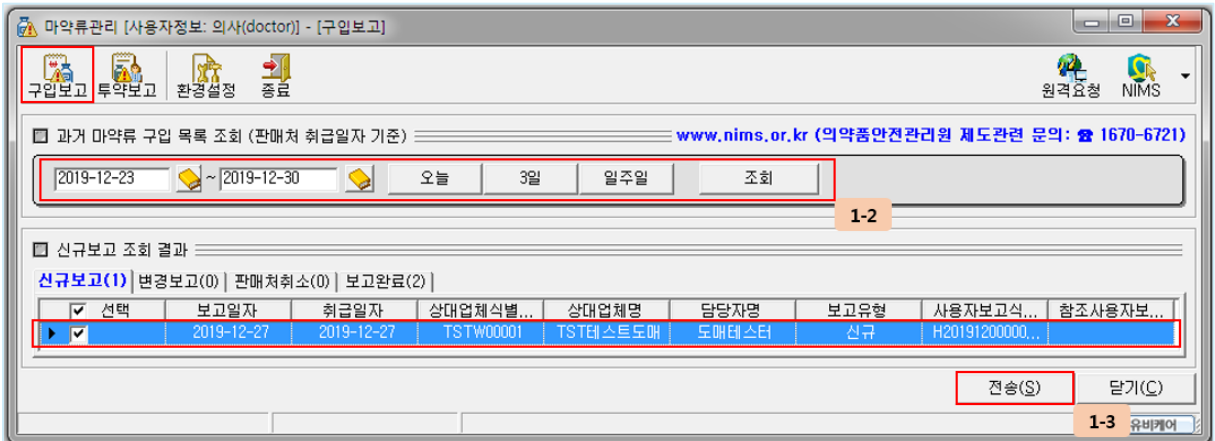 마약류관리 [사용자정보: 의사(doctor)] - [구입보고]
구입보고 투약보고 환경설정 종료 원격요청 NIMS
과거 마약류 구입 목록 조회 (판매처 취급일자 기준) www.nims.or.kr (의약품안전관리원 제도관련 문의: ☎ 1670-6721)
2019-12-23 ~ 2019-12-30 오늘 3일 일주일 조회
1-2
신규보고 조회 결과
신규보고(1) 변경보고(0) 판매처취소(0) 보고완료(2)
선택 보고일자 취급일자 상대업체식별... 상대업체명 담당자명 보고유형 사용자보고식... 참조사용자보...
2019-12-27 2019-12-27 TSTW00001 TST테스트도매 도매테스터 신규 H20191200000...
전송(S) 닫기(C)
1-3 유비케어